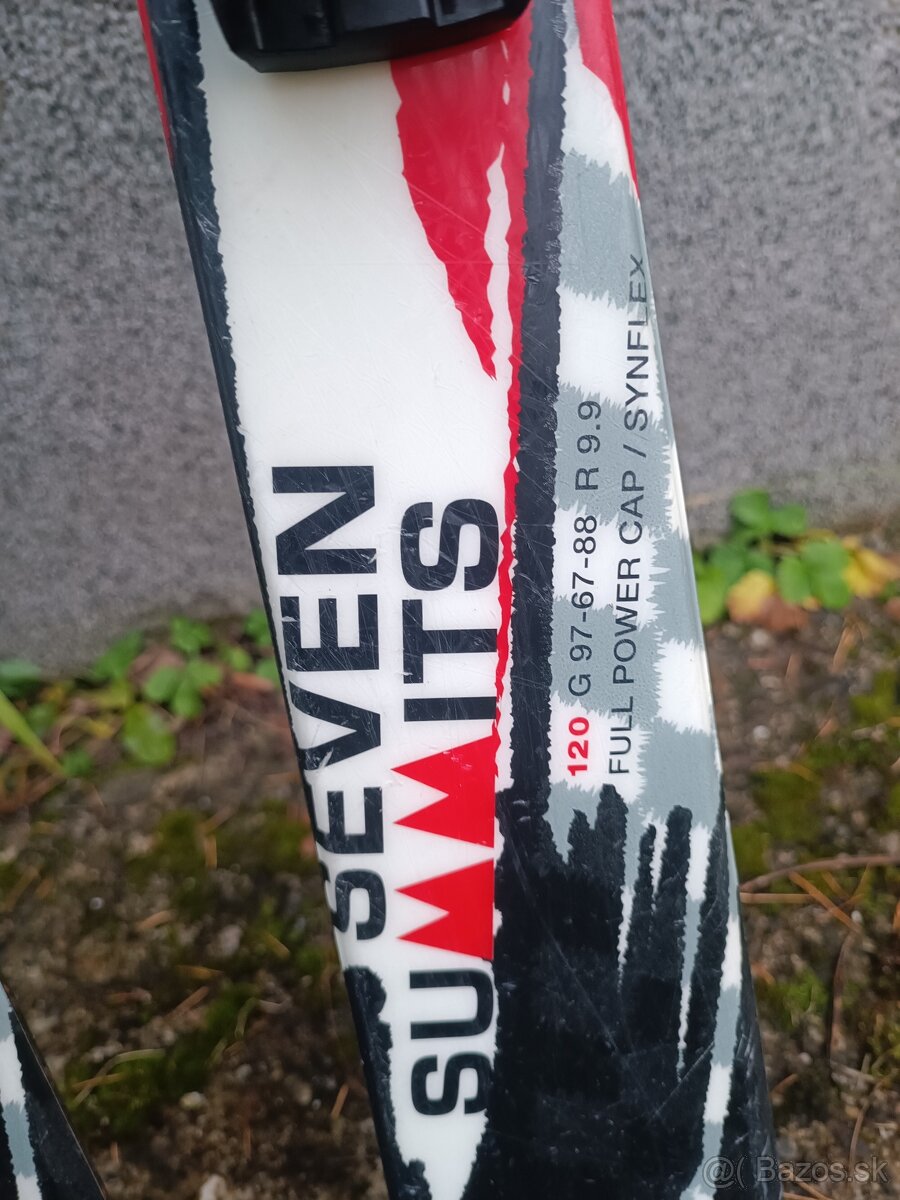 SEVEN
SUMMITS
120 G 97-67-88 R 9.9
FULL POWER CAP / SYNFLEX
@( Bazos.sk